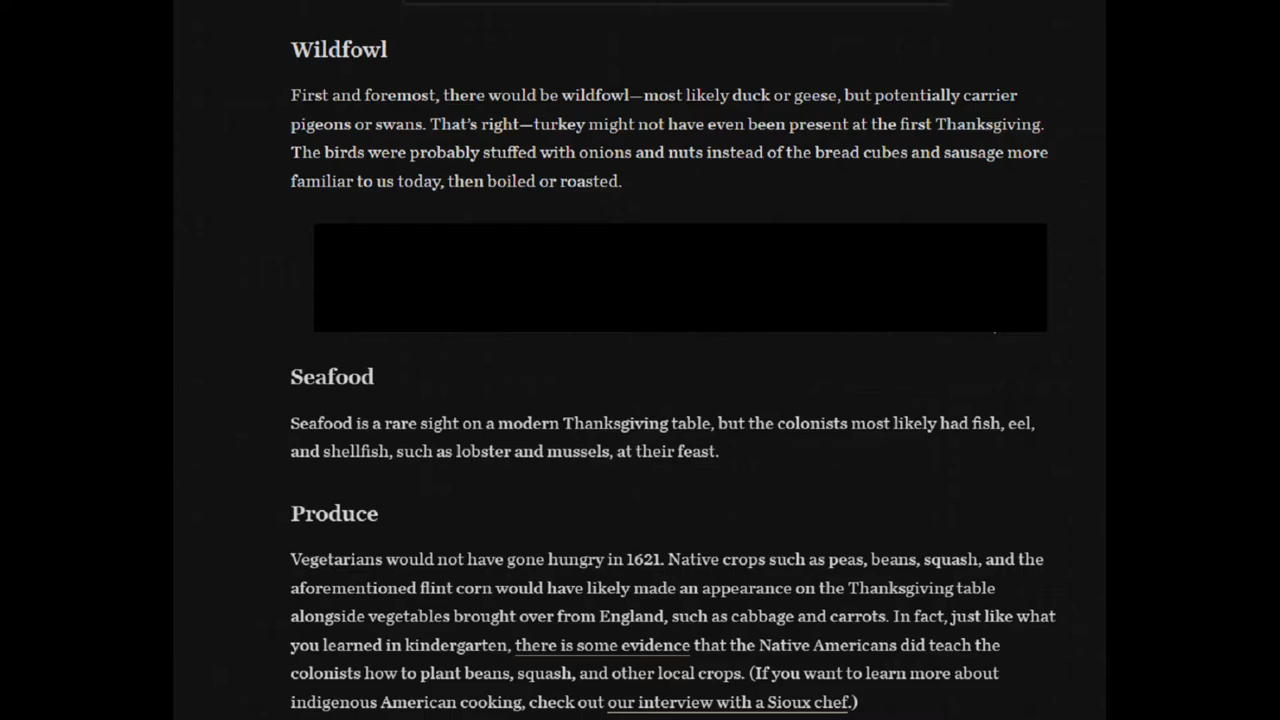 Wildfowl
First and foremost, there would be wildfowl—most likely duck or geese, but potentially carrier
pigeons or swans. That’s right—turkey might not have even been present at the first Thanksgiving.
The birds were probably stuffed with onions and nuts instead of the bread cubes and sausage more
familiar to us today, then boiled or roasted.
Seafood
Seafood is a rare sight on a modern Thanksgiving table, but the colonists most likely had fish, eel,
and shellfish, such as lobster and mussels, at their feast.
Produce
Vegetarians would not have gone hungry in 1621. Native crops such as peas, beans, squash, and the
aforementioned flint corn would have likely made an appearance on the Thanksgiving table
alongside vegetables brought over from England, such as cabbage and carrots. In fact, just like what
you learned in kindergarten, there is some evidence that the Native Americans did teach the
colonists how to plant beans, squash, and other local crops. (If you want to learn more about
indigenous American cooking, check out our interview with a Sioux chef.)